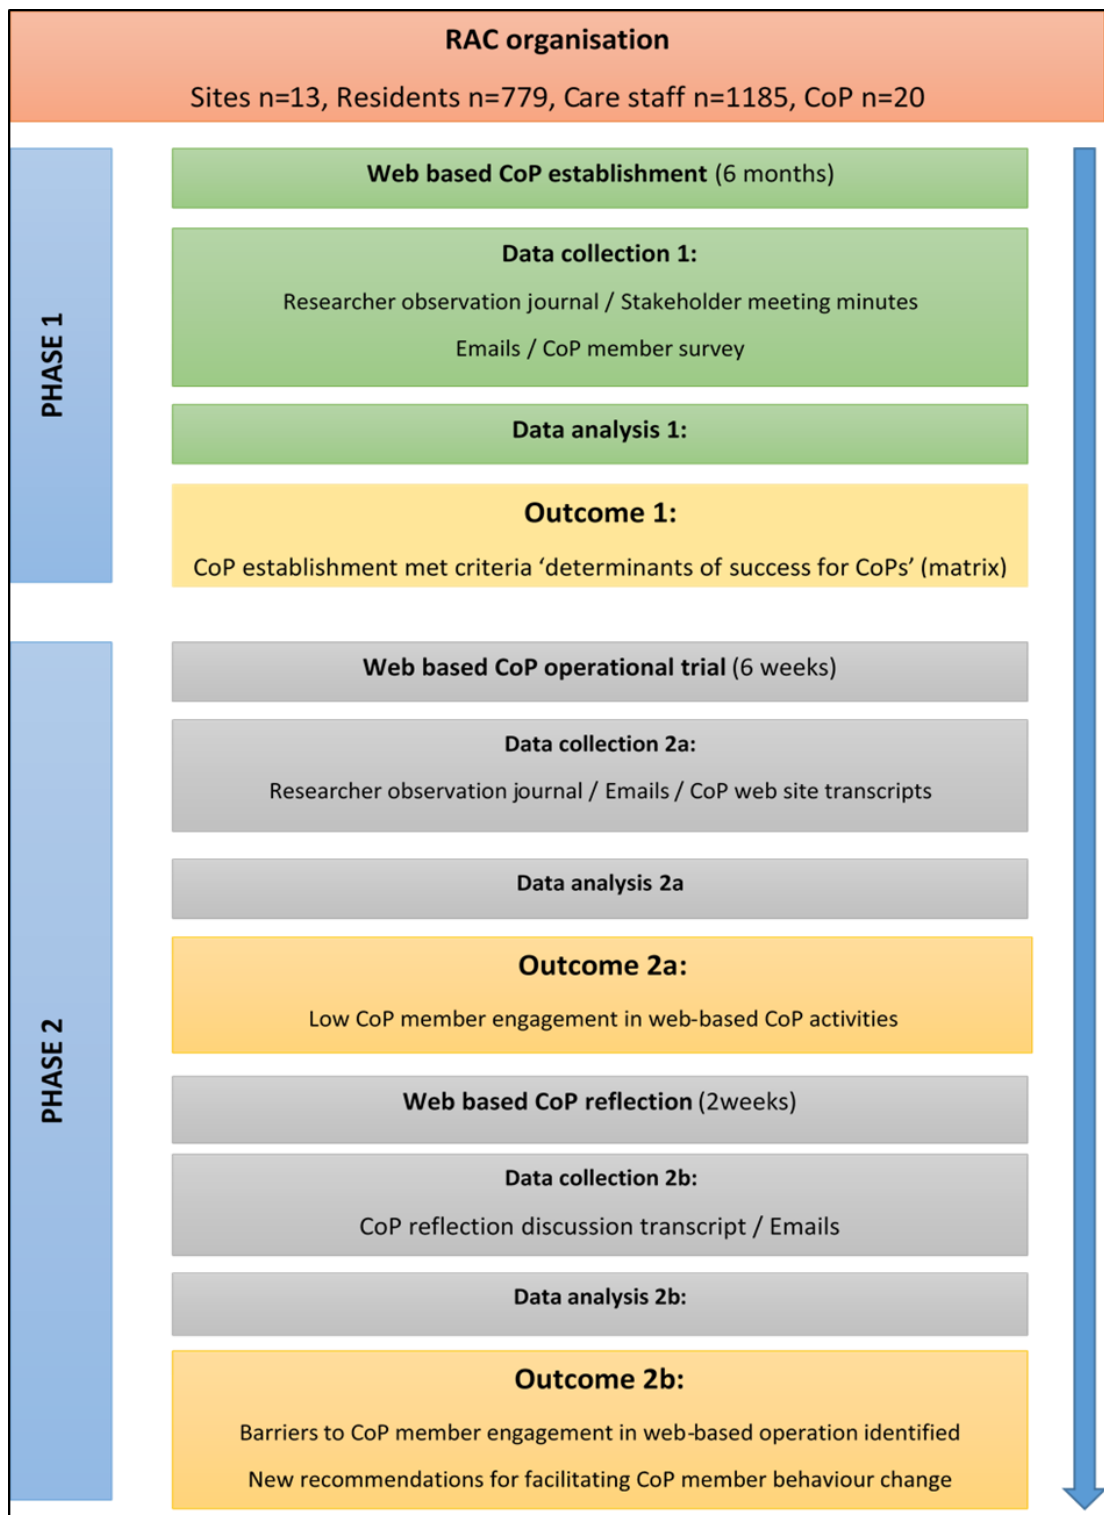 RAC organisation
Sites n=13, Residents n=779, Care staff n=1185, CoP n=20
PHASE 1
Web based CoP establishment (6 months)
Data collection 1:
Researcher observation journal / Stakeholder meeting minutes
Emails / CoP member survey
Data analysis 1:
Outcome 1:
CoP establishment met criteria ‘determinants of success for CoPs’ (matrix)
PHASE 2
Web based CoP operational trial (6 weeks)
Data collection 2a:
Researcher observation journal / Emails / CoP web site transcripts
Data analysis 2a
Outcome 2a:
Low CoP member engagement in web-based CoP activities
Web based CoP reflection (2weeks)
Data collection 2b:
CoP reflection discussion transcript / Emails
Data analysis 2b:
Outcome 2b:
Barriers to CoP member engagement in web-based operation identified
New recommendations for facilitating CoP member behaviour change